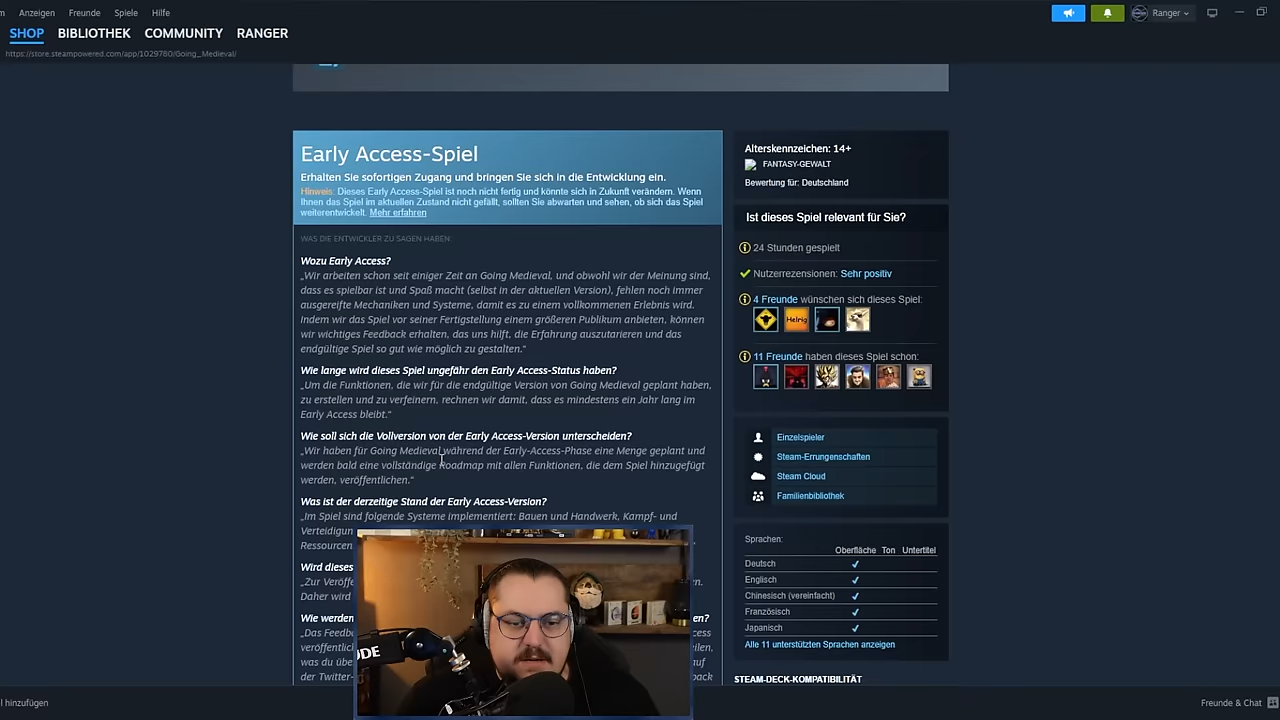 Anzeigen Freunde Spiele Hilfe
Ranger
SHOP BIBLIOTHEK COMMUNITY RANGER
https://store.steampowered.com/app/1029780/Going_Medieval/
Early Access-Spiel
Erhalten Sie sofortigen Zugang und bringen Sie sich in die Entwicklung ein.
Hinweis: Dieses Early Access-Spiel ist noch nicht fertig und könnte sich in Zukunft verändern. Wenn
Ihnen das Spiel im aktuellen Zustand nicht gefällt, sollten Sie abwarten und sehen, ob sich das Spiel
weiterentwickelt. Mehr erfahren
WAS DIE ENTWICKLER ZU SAGEN HABEN:
Wozu Early Access?
„Wir arbeiten schon seit einiger Zeit an Going Medieval, und obwohl wir der Meinung sind,
dass es spielbar ist und Spaß macht (selbst in der aktuellen Version), fehlen noch immer
ausgereifte Mechaniken und Systeme, damit es zu einem vollkommenen Erlebnis wird.
Indem wir das Spiel vor seiner Fertigstellung einem größeren Publikum anbieten, können
wir wichtiges Feedback erhalten, das uns hilft, die Erfahrung auszutarieren und das
endgültige Spiel so gut wie möglich zu gestalten.“
Wie lange wird dieses Spiel ungefähr den Early Access-Status haben?
„Um die Funktionen, die wir für die endgültige Version von Going Medieval geplant haben,
zu erstellen und zu verfeinern, rechnen wir damit, dass es mindestens ein Jahr lang im
Early Access bleibt.“
Wie soll sich die Vollversion von der Early Access-Version unterscheiden?
„Wir haben für Going Medieval während der Early-Access-Phase eine Menge geplant und
werden bald eine vollständige Roadmap mit allen Funktionen, die dem Spiel hinzugefügt
werden, veröffentlichen.“
Was ist der derzeitige Stand der Early Access-Version?
„Im Spiel sind folgende Systeme implementiert: Bauen und Handwerk, Kampf- und
Verteidigun
Ressourcen
Wird dieses
„Zur Veröffe
Daher wird
Wie werden en?
„Das Feedb cess
veröffentlich eilen,
was du übe auf
der Twitter- back
Alterskennzeichen: 14+
FANTASY-GEWALT
Bewertung für: Deutschland
Ist dieses Spiel relevant für Sie?
24 Stunden gespielt
Nutzerrezensionen: Sehr positiv
4 Freunde wünschen sich dieses Spiel:
Helrig
11 Freunde haben dieses Spiel schon:
Einzelspieler
Steam-Errungenschaften
Steam Cloud
Familienbibliothek
Sprachen:
Oberfläche Ton Untertitel
Deutsch
Englisch
Chinesisch (vereinfacht)
Französisch
Japanisch
Alle 11 unterstützten Sprachen anzeigen
STEAM-DECK-KOMPATIBILITÄT
l hinzufügen
Freunde & Chat